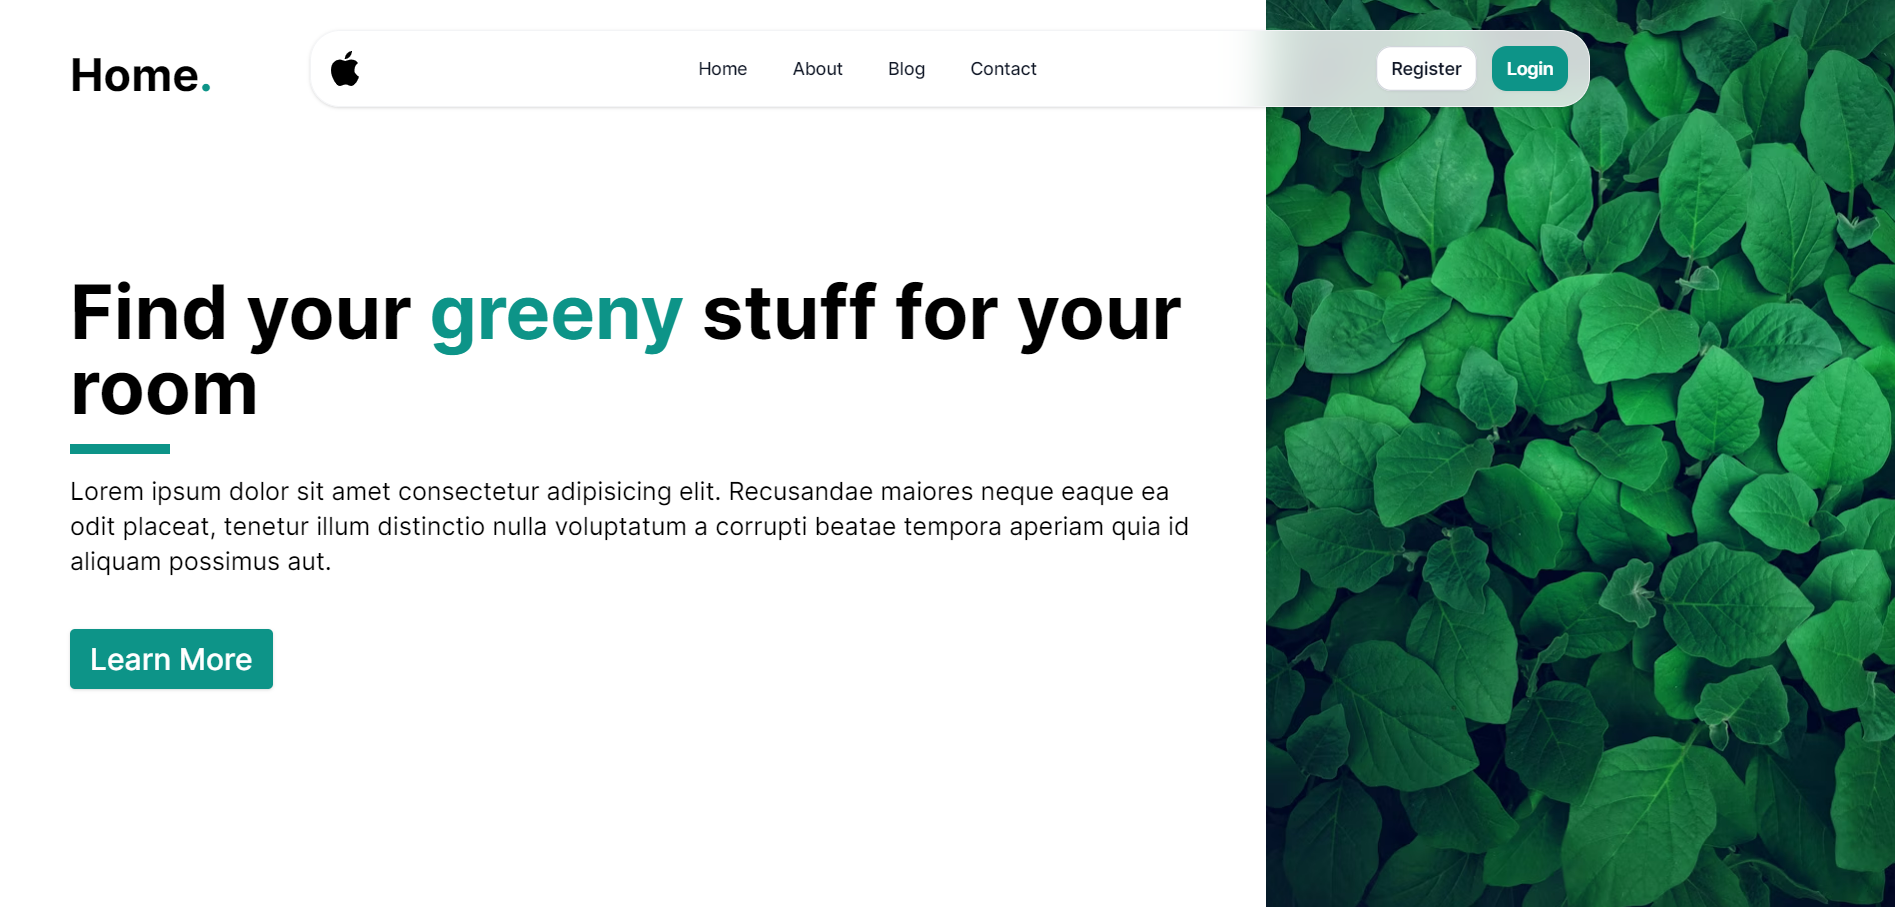 Home.
Home About Blog Contact Register Login
Find your greeny stuff for your
room
Lorem ipsum dolor sit amet consectetur adipisicing elit. Recusandae maiores neque eaque ea
odit placeat, tenetur illum distinctio nulla voluptatum a corrupti beatae tempora aperiam quia id
aliquam possimus aut.
Learn More